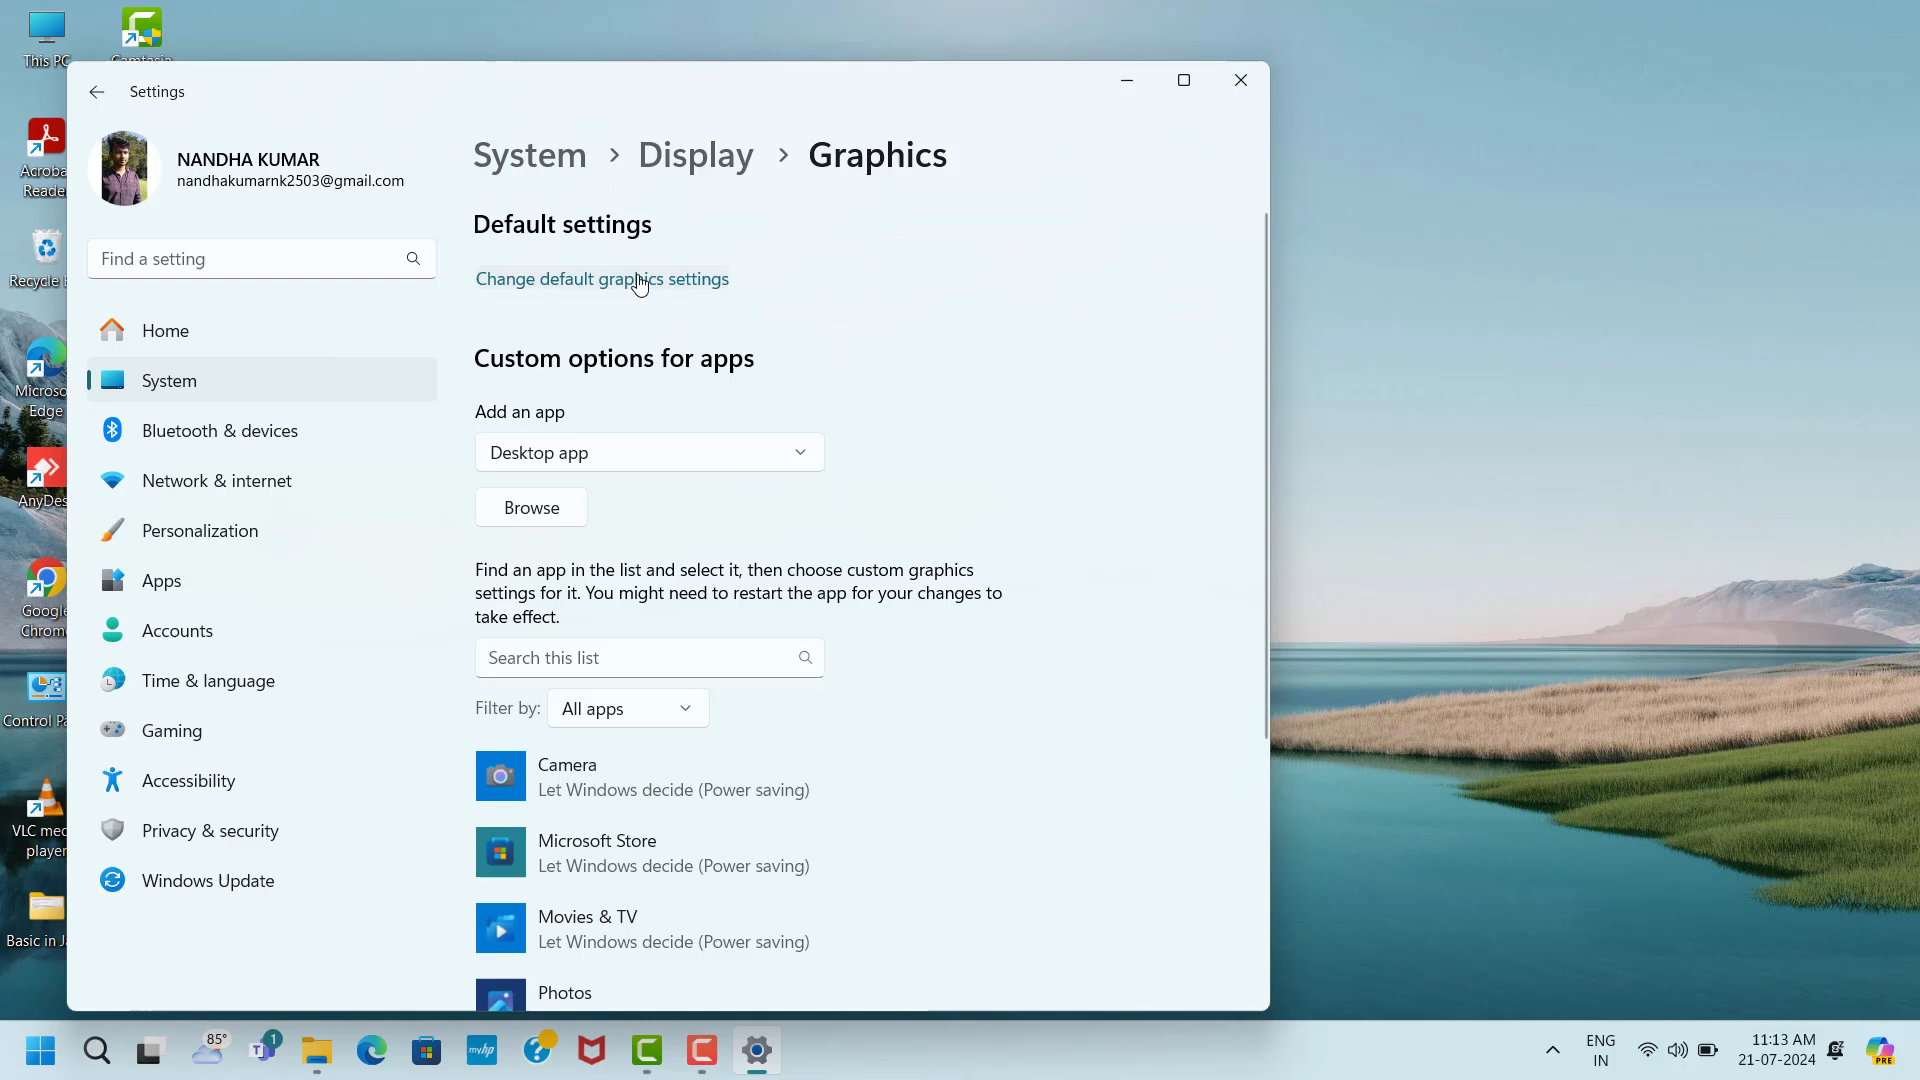 This PC
Camtasia
Settings
NANDHA KUMAR
nandhakumarnk2503@gmail.com
Find a setting
Home
System
Bluetooth & devices
Network & internet
Personalization
Apps
Accounts
Time & language
Gaming
Accessibility
Privacy & security
Windows Update
System > Display > Graphics
Default settings
Change default graphics settings
Custom options for apps
Add an app
Desktop app
Browse
Find an app in the list and select it, then choose custom graphics
settings for it. You might need to restart the app for your changes to
take effect.
Search this list
Filter by: All apps
Camera
Let Windows decide (Power saving)
Microsoft Store
Let Windows decide (Power saving)
Movies & TV
Let Windows decide (Power saving)
Photos
Acroba
Reade
Recycle
Microso
Edge
AnyDes
Google
Chrom
Control Pa
VLC med
player
Basic in Ja
85°
1
myhp
ENG
IN
11:13 AM
21-07-2024
PRE